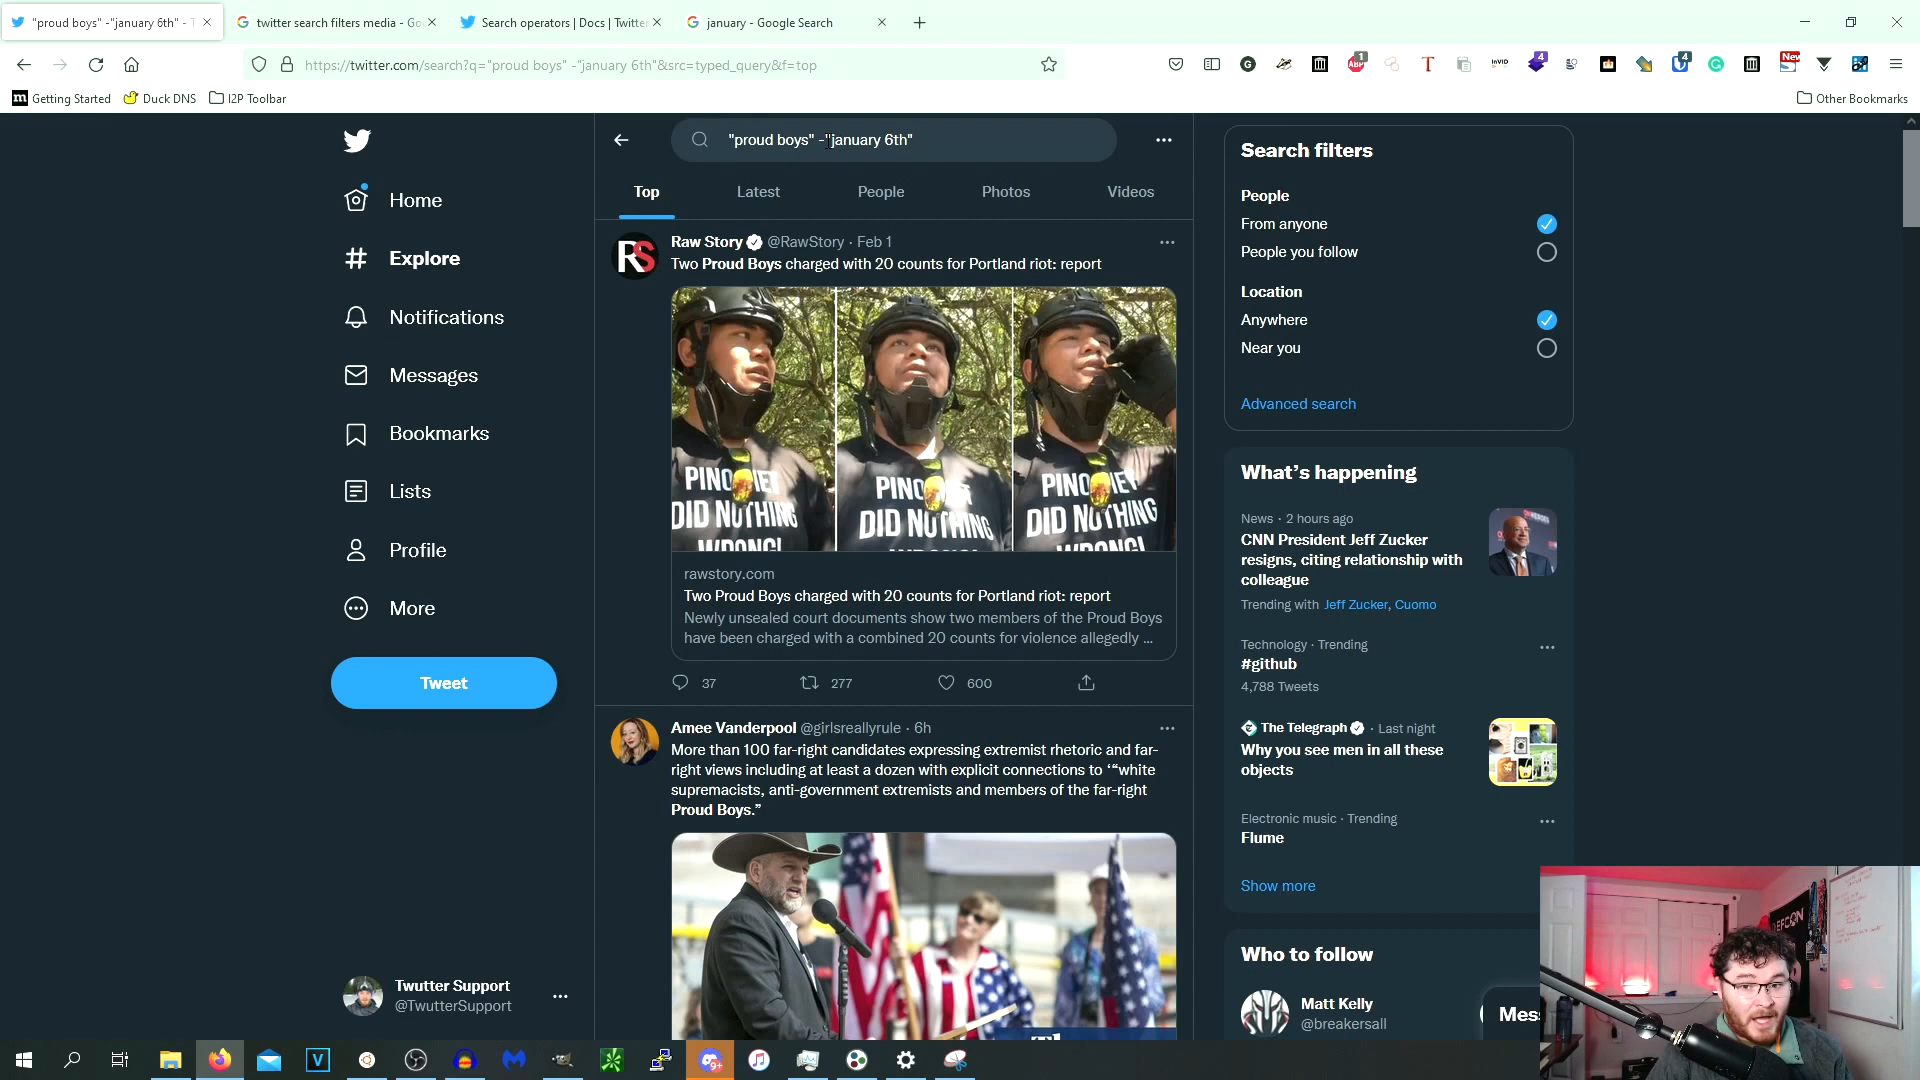 "proud boys" -"january 6th" - T
twitter search filters media - Go
Search operators | Docs | Twitter
january - Google Search
https://twitter.com/search?q="proud boys" -"january 6th"&src=typed_query&f=top
Getting Started
Duck DNS
I2P Toolbar
Other Bookmarks
"proud boys" -"january 6th"
Top
Latest
People
Photos
Videos
Home
Explore
Notifications
Messages
Bookmarks
Lists
Profile
More
Tweet
Twutter Support
@TwutterSupport
Raw Story @RawStory · Feb 1
Two Proud Boys charged with 20 counts for Portland riot: report
DID NOTHING
DID NOTHING
DID NOTHING
WRONG!
WRONG!
rawstory.com
Two Proud Boys charged with 20 counts for Portland riot: report
Newly unsealed court documents show two members of the Proud Boys
have been charged with a combined 20 counts for violence allegedly ...
37
277
600
Amee Vanderpool @girlsreallyrule · 6h
More than 100 far-right candidates expressing extremist rhetoric and far-
right views including at least a dozen with explicit connections to ‘“white
supremacists, anti-government extremists and members of the far-right
Proud Boys.”
Search filters
People
From anyone
People you follow
Location
Anywhere
Near you
Advanced search
What’s happening
News · 2 hours ago
CNN President Jeff Zucker
resigns, citing relationship with
colleague
Trending with Jeff Zucker, Cuomo
Technology · Trending
#github
4,788 Tweets
The Telegraph · Last night
Why you see men in all these
objects
Electronic music · Trending
Flume
Show more
Who to follow
Matt Kelly
@breakersall
Mes